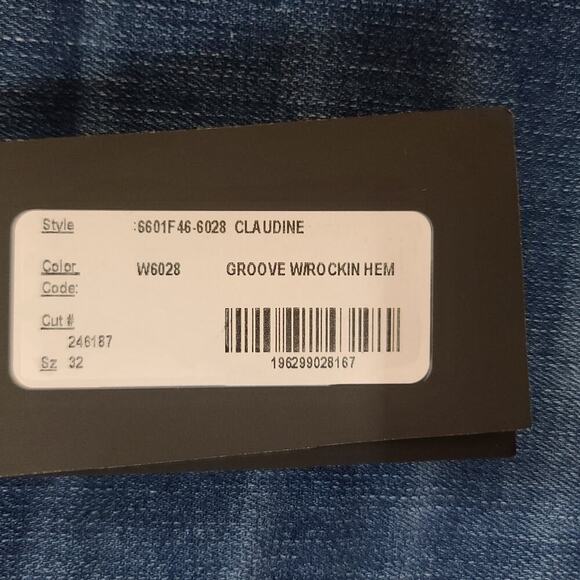 Style :6601F46-6028 CLAUDINE
Color Code: W6028 GROOVE W/ROCKIN HEM
Cut #
246187
Sz 32
196299028167